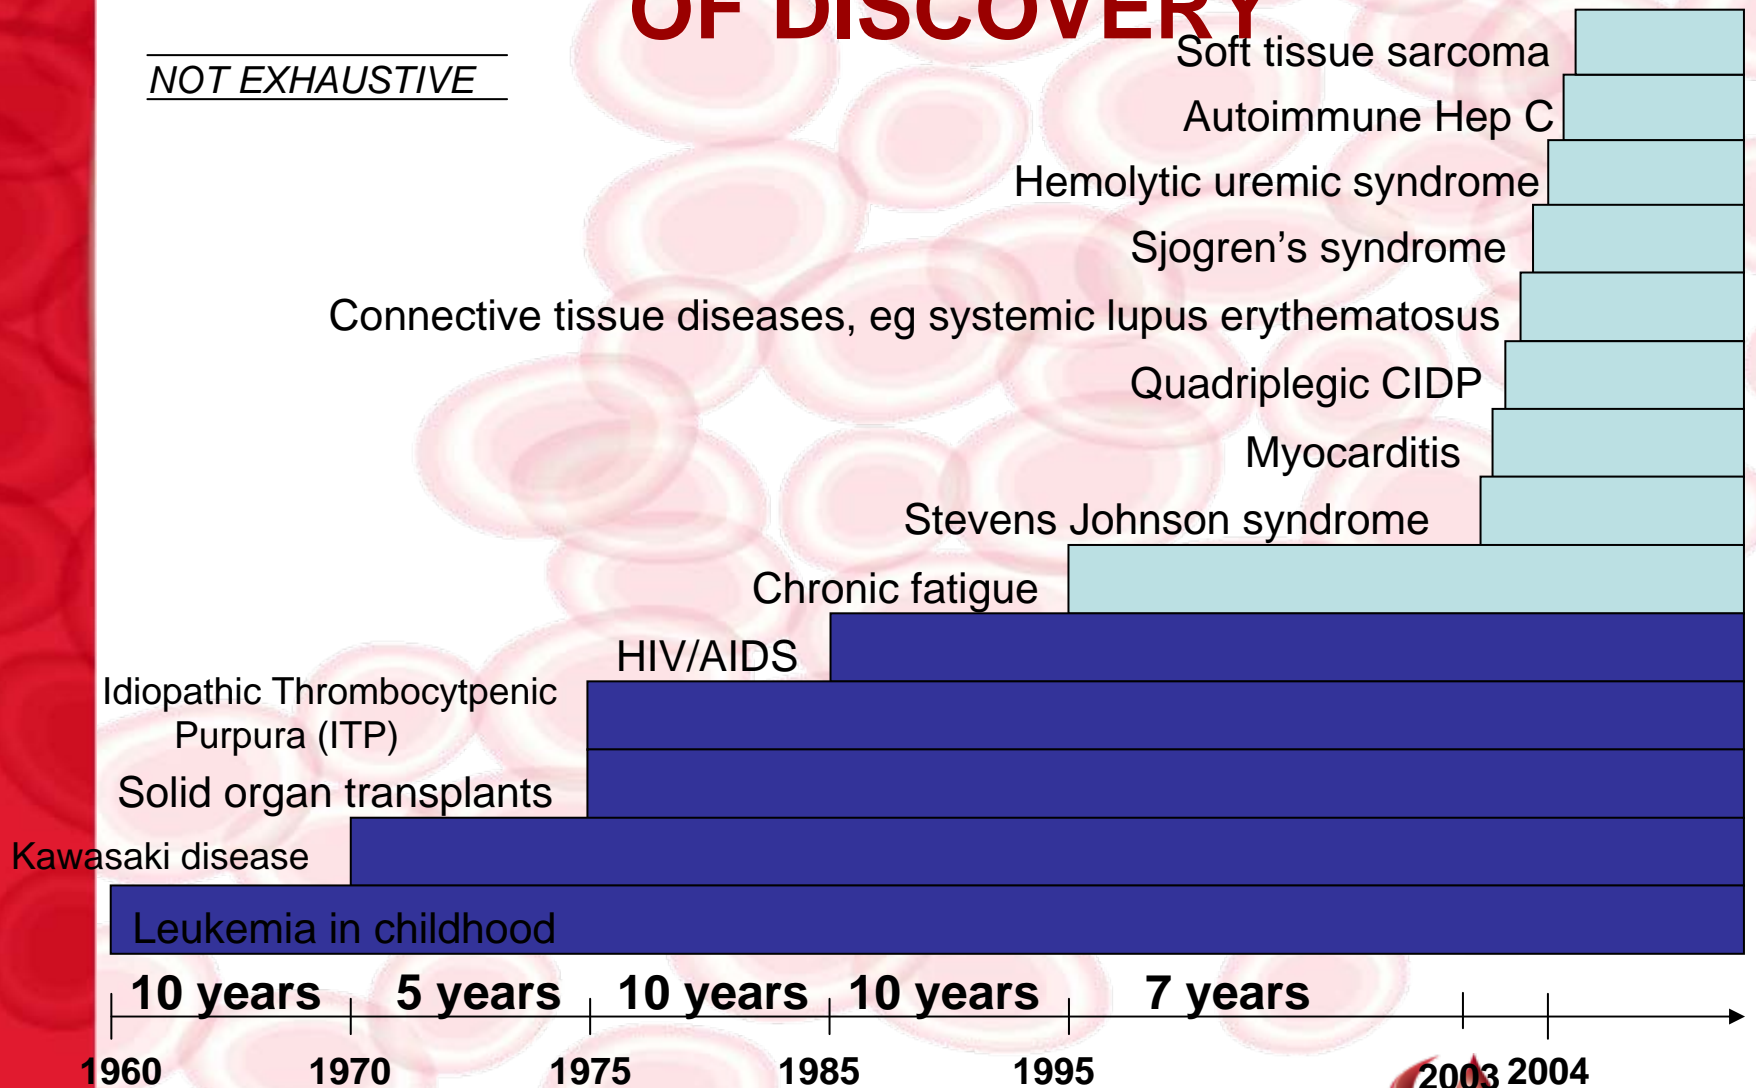 OF DISCOVERY
NOT EXHAUSTIVE
Soft tissue sarcoma
Autoimmune Hep C
Hemolytic uremic syndrome
Sjogren’s syndrome
Connective tissue diseases, eg systemic lupus erythematosus
Quadriplegic CIDP
Myocarditis
Stevens Johnson syndrome
Chronic fatigue
HIV/AIDS
Idiopathic Thrombocytpenic
Purpura (ITP)
Solid organ transplants
Kawasaki disease
Leukemia in childhood
10 years 5 years 10 years 10 years 7 years
1960 1970 1975 1985 1995 2003 2004